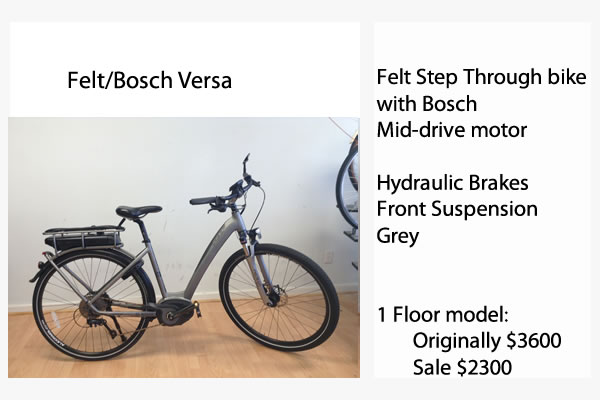 Felt/Bosch Versa
Felt Step Through bike
with Bosch
Mid-drive motor
Hydraulic Brakes
Front Suspension
Grey
1 Floor model:
Originally $3600
Sale $2300